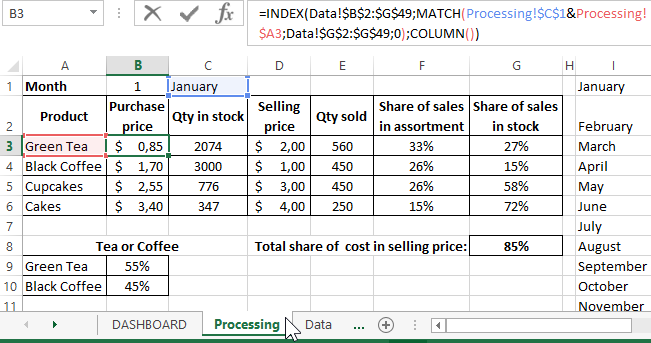 B3 fx =INDEX(Data!$B$2:$G$49;MATCH(Processing!$C$1&Processing!
$A3;Data!$G$2:$G$49;0);COLUMN())
A B C D E F G H I
1 Month 1 January January
2 Product Purchase price Qty in stock Selling price Qty sold Share of sales in assortment Share of sales in stock February
3 Green Tea $ 0,85 2074 $ 2,00 560 33% 27% March
4 Black Coffee $ 1,70 3000 $ 1,00 450 26% 15% April
5 Cupcakes $ 2,55 776 $ 3,00 450 26% 58% May
6 Cakes $ 3,40 347 $ 4,00 250 15% 72% June
7 July
8 Tea or Coffee Total share of cost in selling price: 85% August
9 Green Tea 55% September
10 Black Coffee 45% October
11 November
DASHBOARD Processing Data ...